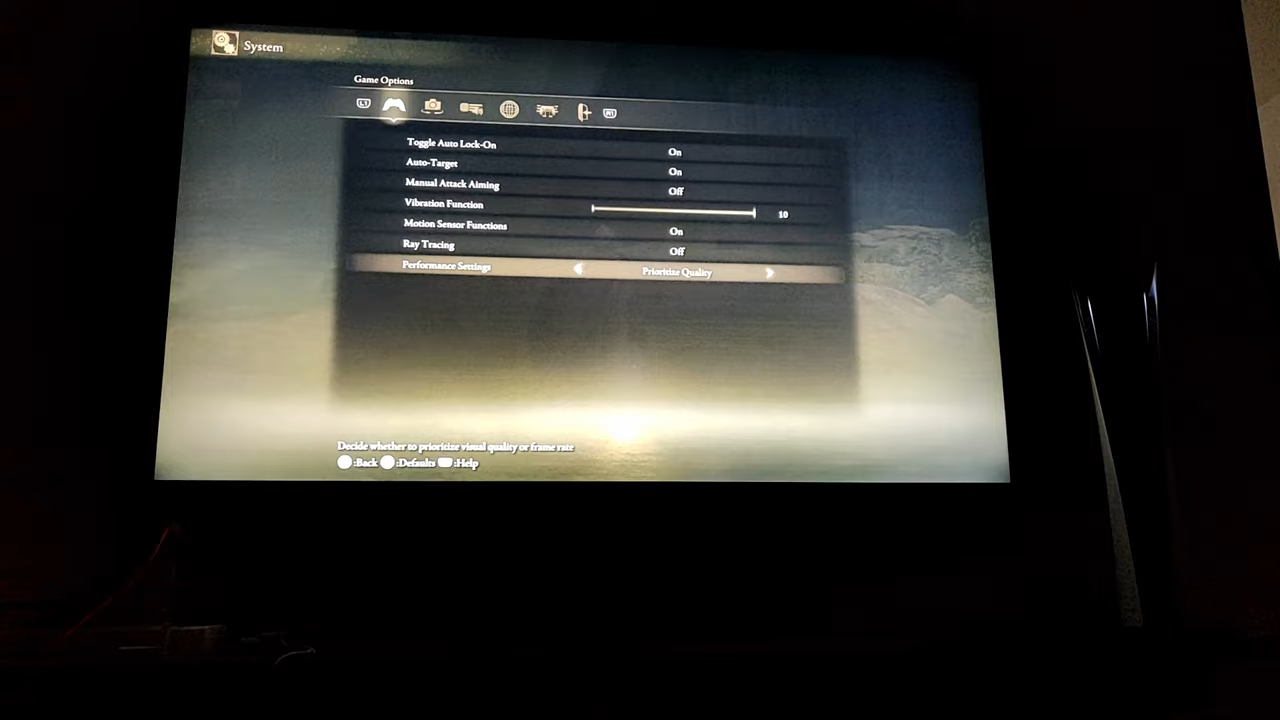 System
Game Options
L1
R1
Toggle Auto Lock-On On
Auto-Target On
Manual Attack Aiming Off
Vibration Function 10
Motion Sensor Functions On
Ray Tracing Off
Performance Settings Prioritize Quality
Decide whether to prioritize visual quality or frame rate
:Back :Defaults :Help